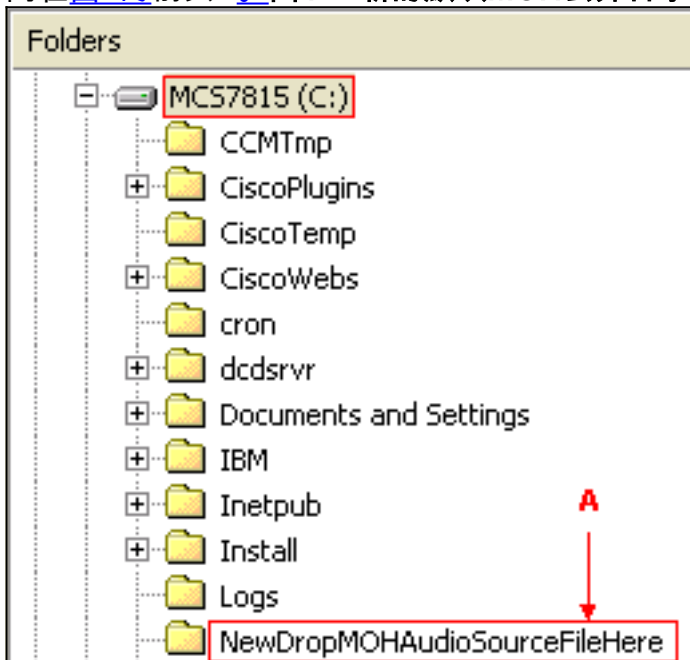 Folders
MCS7815 (C:)
CCMTmp
CiscoPlugins
CiscoTemp
CiscoWebs
cron
dcdsrvr
Documents and Settings
IBM
Inetpub
A
Install
Logs
NewDropMOHAudioSourceFileHere